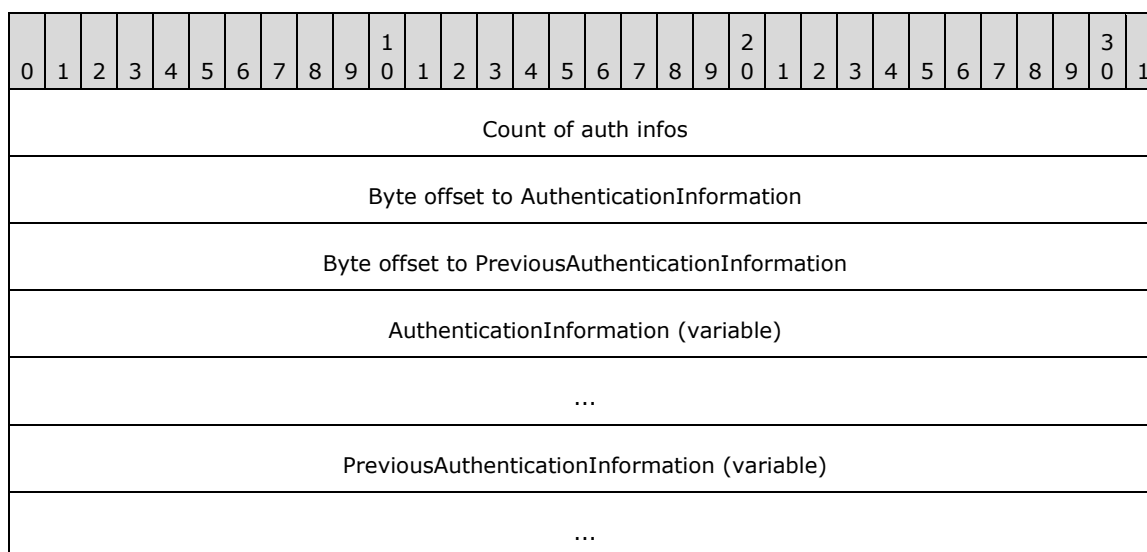 1 2 3
0 1 2 3 4 5 6 7 8 9 0 1 2 3 4 5 6 7 8 9 0 1 2 3 4 5 6 7 8 9 0 1
Count of auth infos
Byte offset to AuthenticationInformation
Byte offset to PreviousAuthenticationInformation
AuthenticationInformation (variable)
...
PreviousAuthenticationInformation (variable)
...